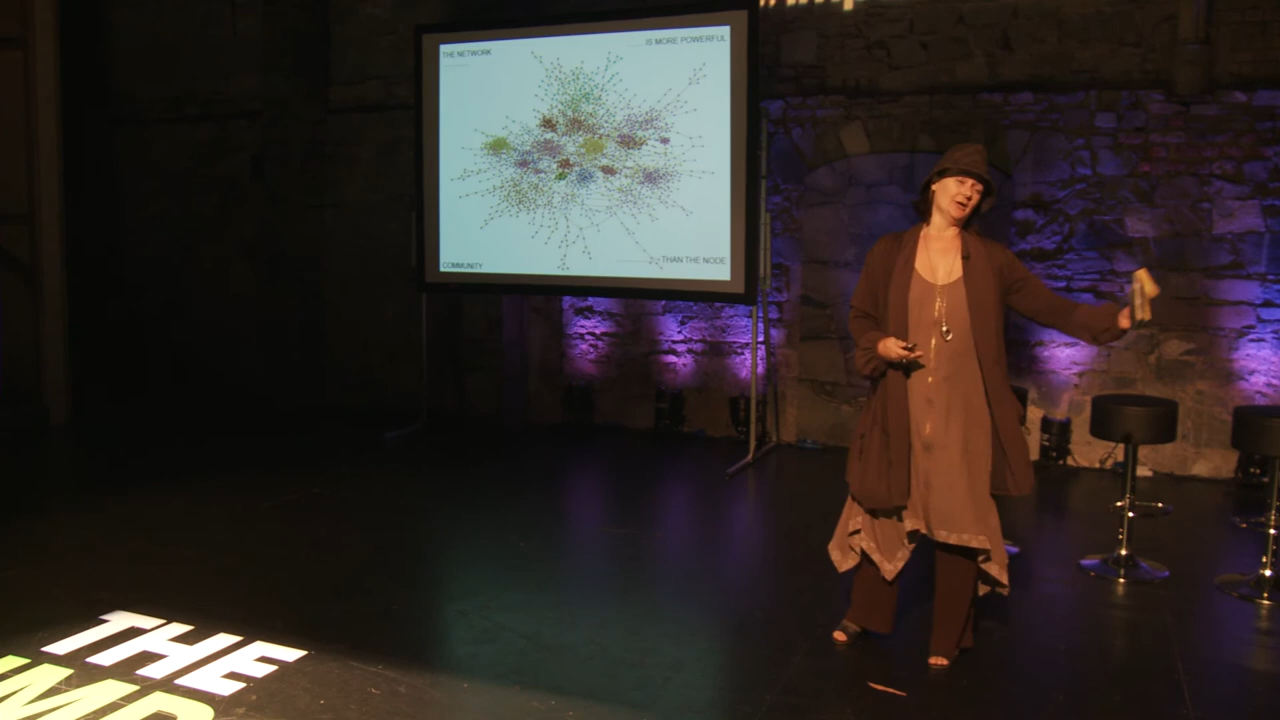 THE NETWORK
IS MORE POWERFUL
COMMUNITY
THAN THE NODE
THE